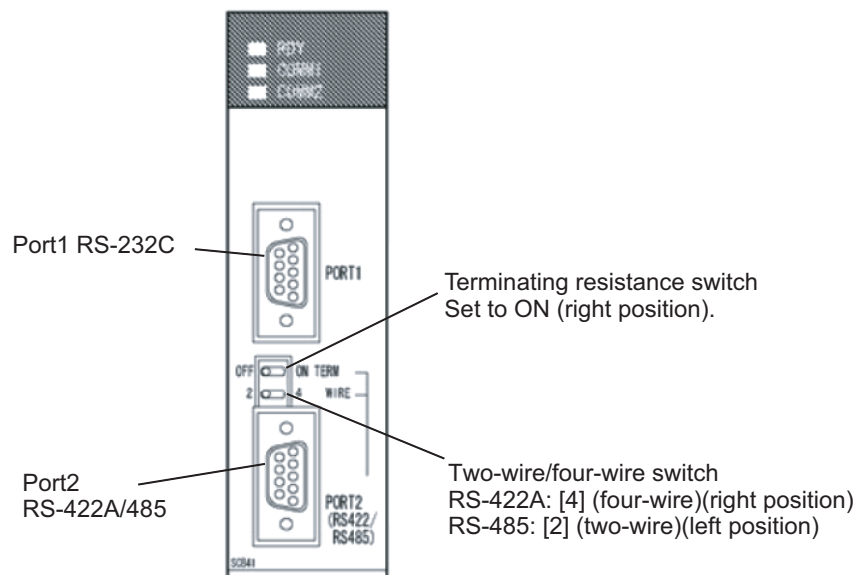 RDY
COMM1
COMM2
Port1 RS-232C
PORT1
Terminating resistance switch
Set to ON (right position).
OFF ON TERM
2 4 WIRE
Port2
RS-422A/485
PORT2
(RS422/
RS485)
Two-wire/four-wire switch
RS-422A: [4] (four-wire)(right position)
RS-485: [2] (two-wire)(left position)
SCB41